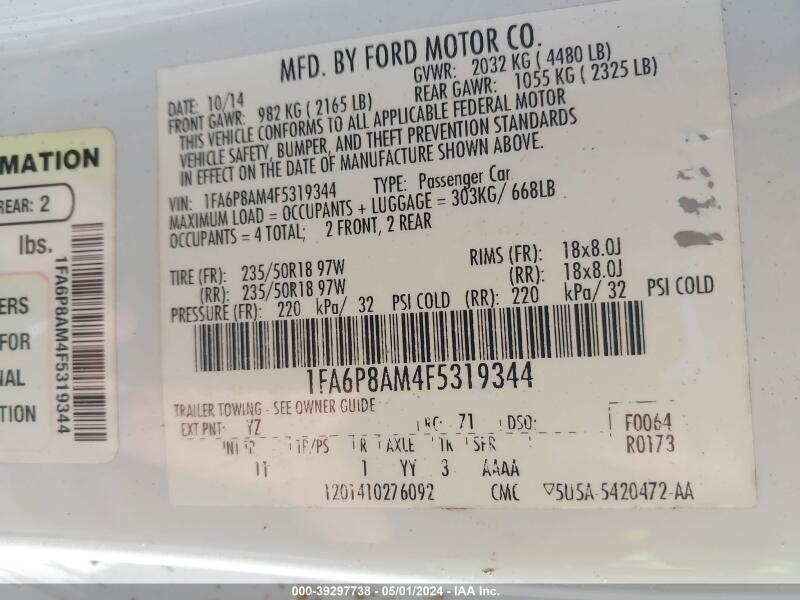 MFD. BY FORD MOTOR CO.
DATE: 10/14 GVWR: 2032 KG ( 4480 LB)
FRONT GAWR: 982 KG ( 2165 LB) REAR GAWR: 1055 KG ( 2325 LB)
THIS VEHICLE CONFORMS TO ALL APPLICABLE FEDERAL MOTOR
VEHICLE SAFETY, BUMPER, AND THEFT PREVENTION STANDARDS
IN EFFECT ON THE DATE OF MANUFACTURE SHOWN ABOVE.
VIN: 1FA6P8AM4F5319344 TYPE: Passenger Car
MAXIMUM LOAD = OCCUPANTS + LUGGAGE = 303KG/ 668LB
OCCUPANTS = 4 TOTAL; 2 FRONT, 2 REAR
TIRE (FR): 235/50R18 97W RIMS (FR): 18x8.0J
(RR): 235/50R18 97W (RR): 18x8.0J
PRESSURE (FR): 220 kPa/ 32 PSI COLD (RR): 220 kPa/ 32 PSI COLD
1FA6P8AM4F5319344
TRAILER TOWING - SEE OWNER GUIDE
EXT PNT: YZ RC: 71 DSO: F0064
R0173
TP/PS R AXLE TR SPR
1 YY 3 AAAA
1201410276092 CMC ▽5U5A-5420472-AA
MATION
REAR: 2
lbs.
1FA6P8AM4F5319344
ERS
FOR
NAL
TION
000-39297738 - 05/01/2024 - IAA Inc.